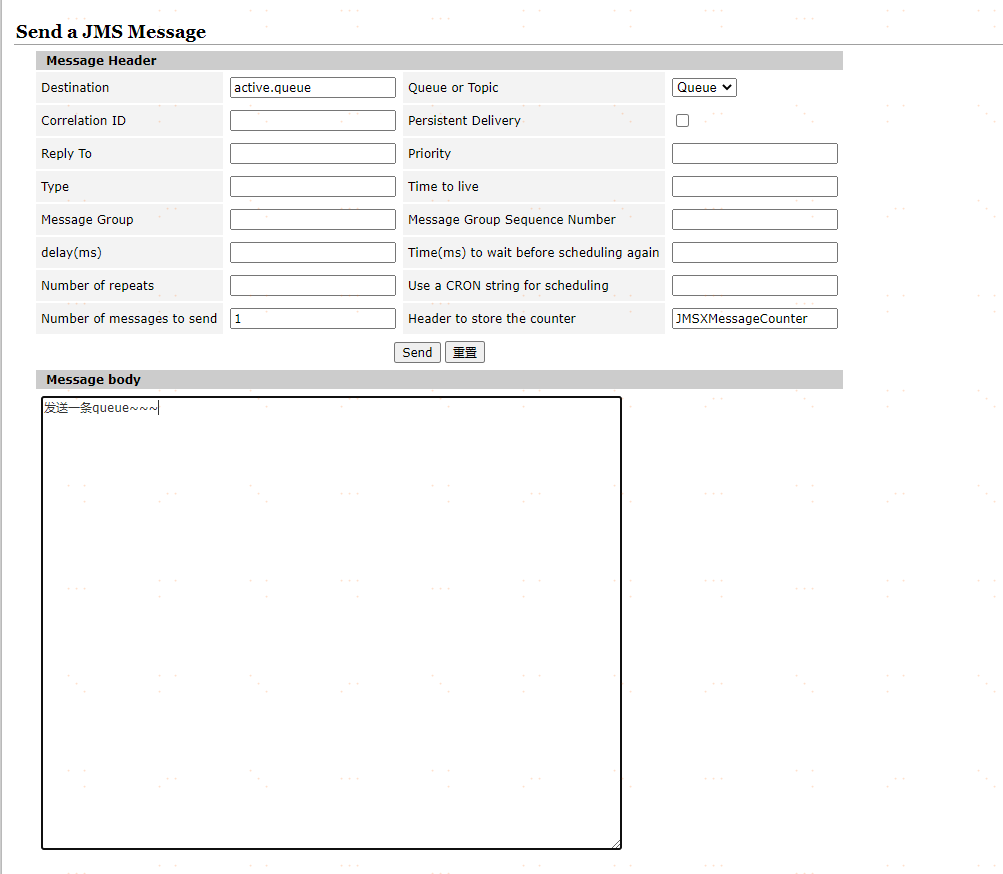 Send a JMS Message
Message Header
Destination active.queue Queue or Topic Queue
Correlation ID Persistent Delivery
Reply To Priority
Type Time to live
Message Group Message Group Sequence Number
delay(ms) Time(ms) to wait before scheduling again
Number of repeats Use a CRON string for scheduling
Number of messages to send 1 Header to store the counter JMSXMessageCounter
Send 重置
Message body
发送一条queue~~~